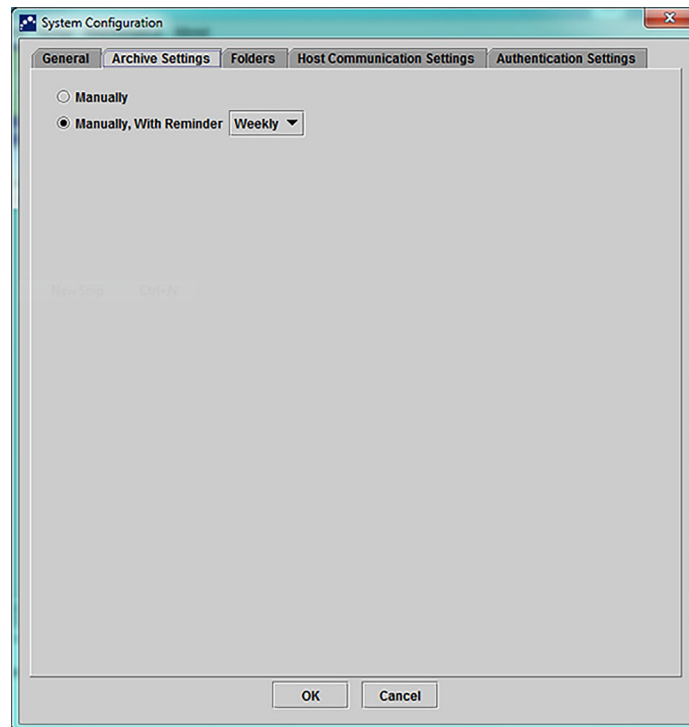 System Configuration
General Archive Settings Folders Host Communication Settings Authentication Settings
Manually
Manually, With Reminder Weekly
OK Cancel